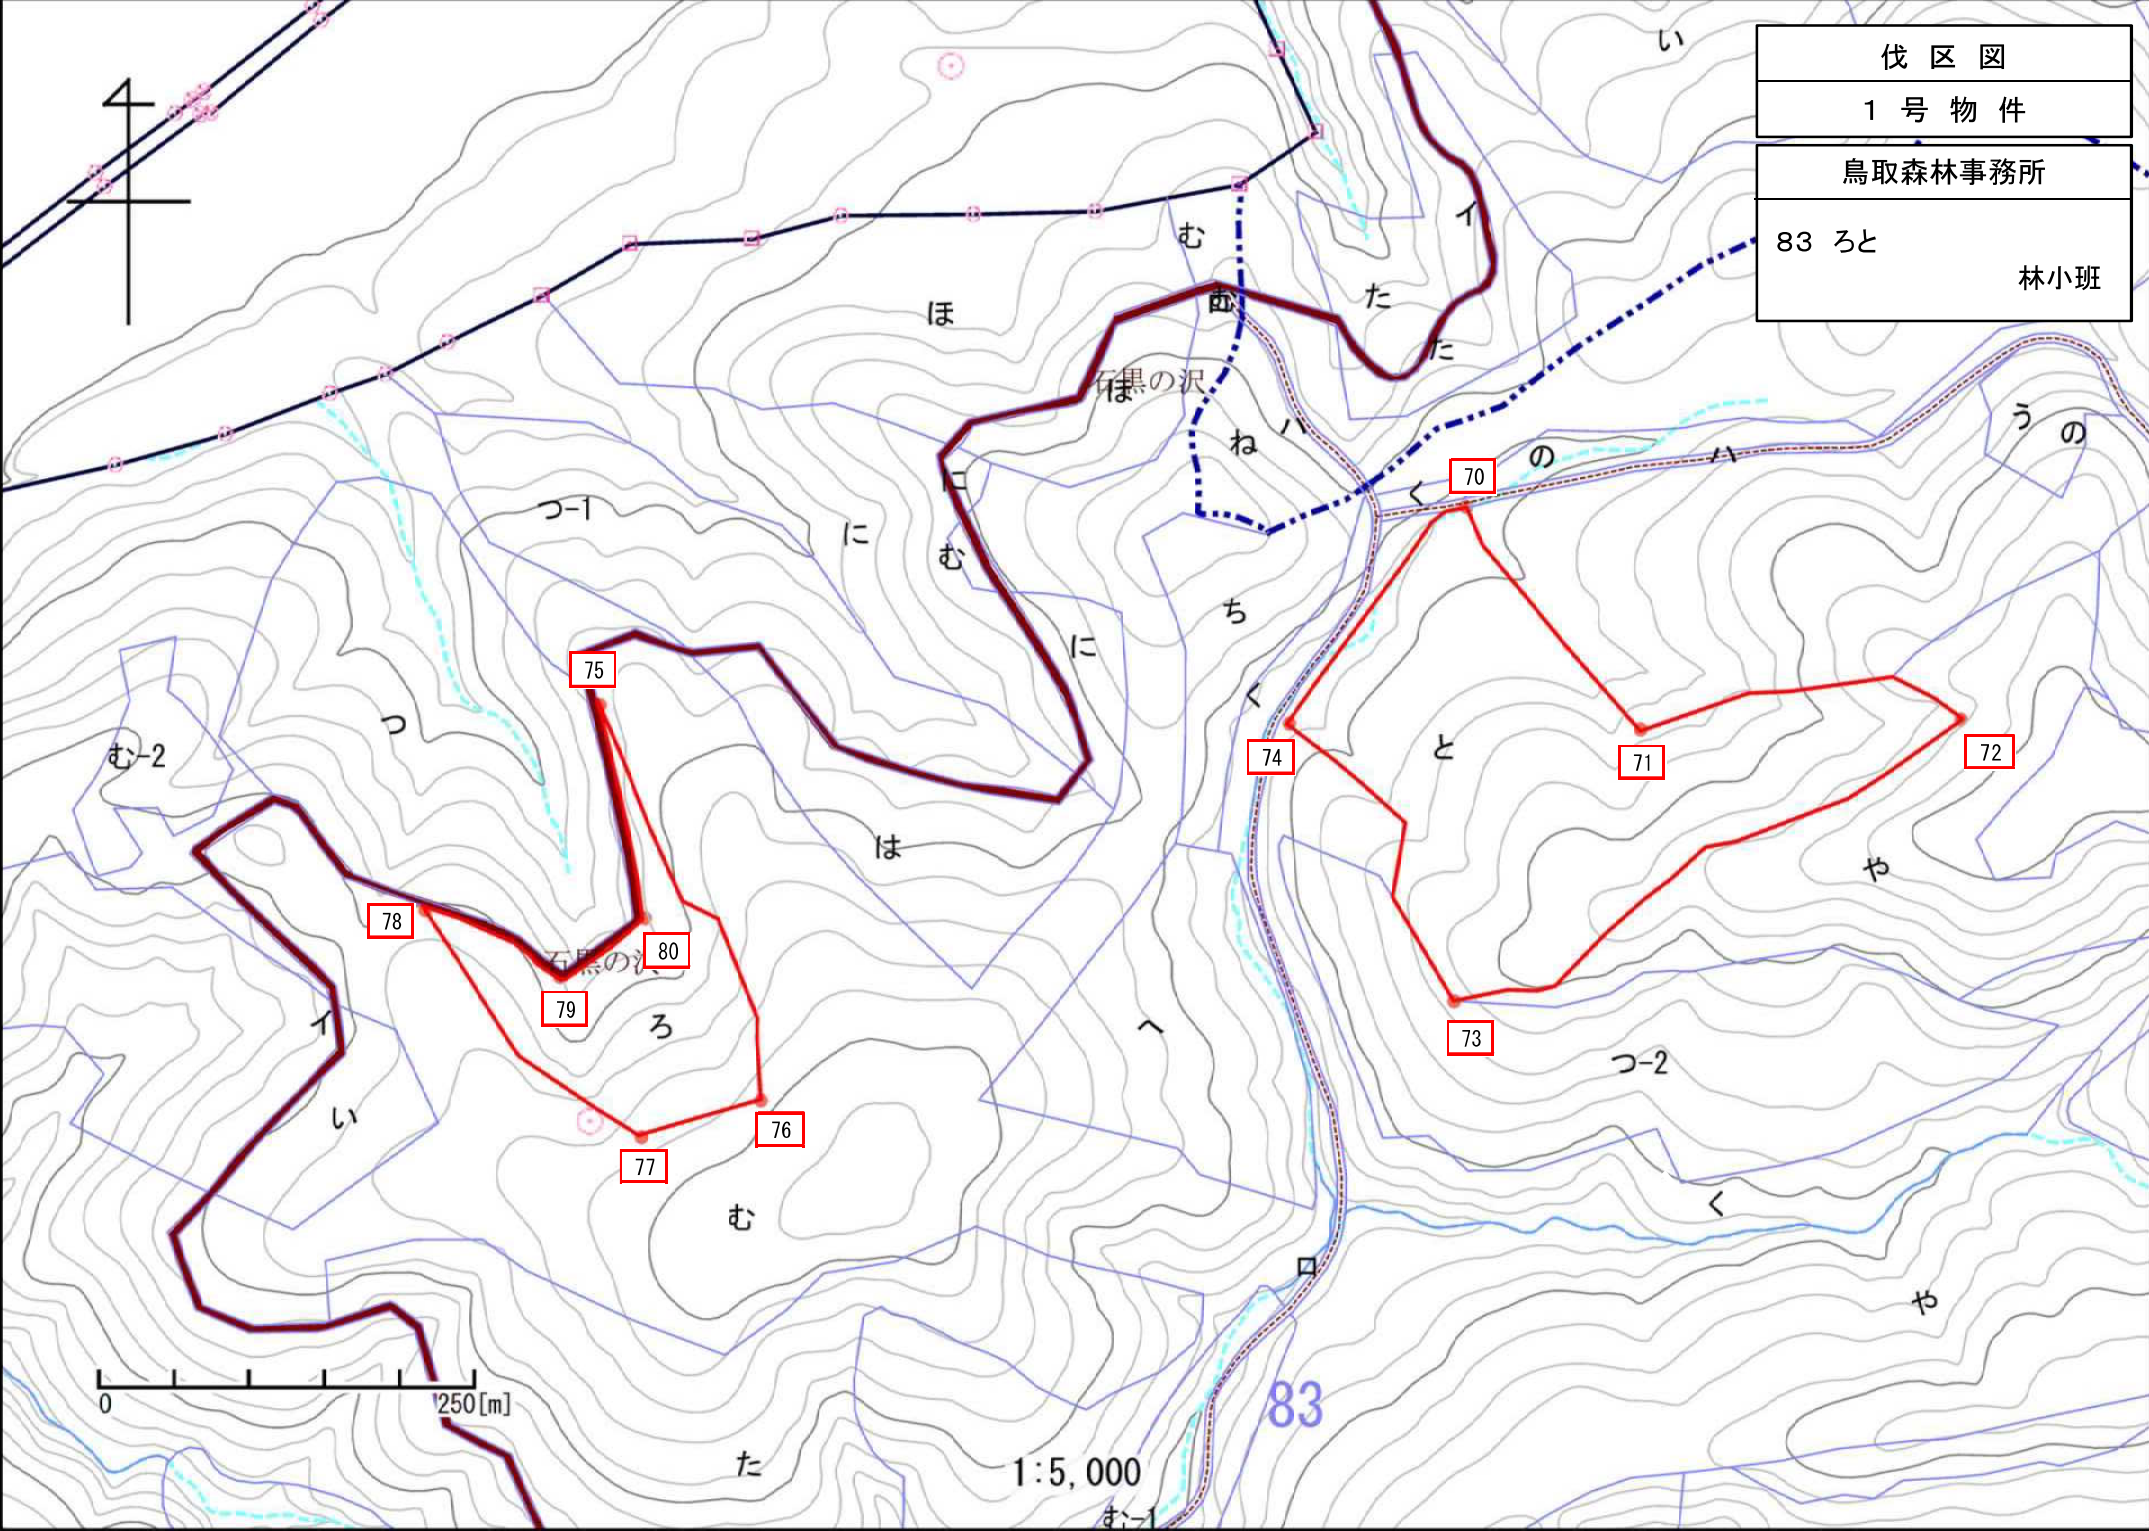 伐 区 図
1 号 物 件
鳥取森林事務所
83 ろと
林小班
い
イ
む
ほ
た
た
石黒の沢
ほ
ね
ハ
う
の
の
ハ
く
70
に
つ-1
に
む
ち
に
75
く
つ
む-2
と
74
71
72
は
や
78
80
石黒の沢
79
イ
ろ
へ
73
つ-2
い
76
77
む
く
ロ
や
0
250[m]
83
た
1:5,000
む-1